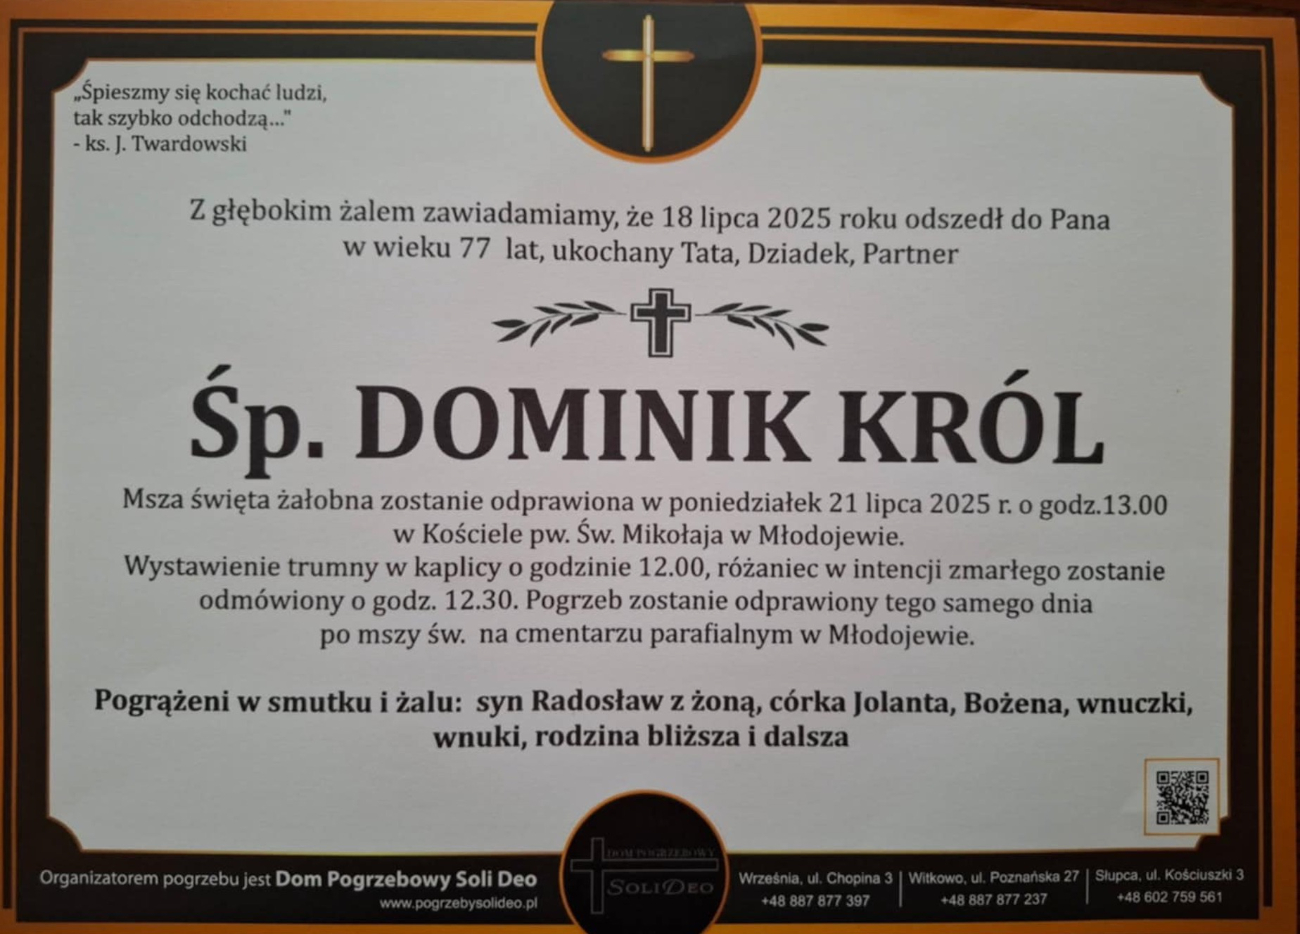 „Śpieszmy się kochać ludzi,
tak szybko odchodzą..."
- ks. J. Twardowski
Z głębokim żalem zawiadamiamy, że 18 lipca 2025 roku odszedł do Pana
w wieku 77 lat, ukochany Tata, Dziadek, Partner
Śp. DOMINIK KRÓL
Msza święta żałobna zostanie odprawiona w poniedziałek 21 lipca 2025 r. o godz.13.00
w Kościele pw. Św. Mikołaja w Młodojewie.
Wystawienie trumny w kaplicy o godzinie 12.00, różaniec w intencji zmarłego zostanie
odmówiony o godz. 12.30. Pogrzeb zostanie odprawiony tego samego dnia
po mszy św. na cmentarzu parafialnym w Młodojewie.
Pogrążeni w smutku i żalu: syn Radosław z żoną, córka Jolanta, Bożena, wnuczki,
wnuki, rodzina bliższa i dalsza
Organizatorem pogrzebu jest Dom Pogrzebowy Soli Deo
www.pogrzebysolideo.pl
DOM POGRZEBOWY
SOLI DEO
Września, ul. Chopina 3
+48 887 877 397
Witkowo, ul. Poznańska 27
+48 887 877 237
Słupca, ul. Kościuszki 3
+48 602 759 561